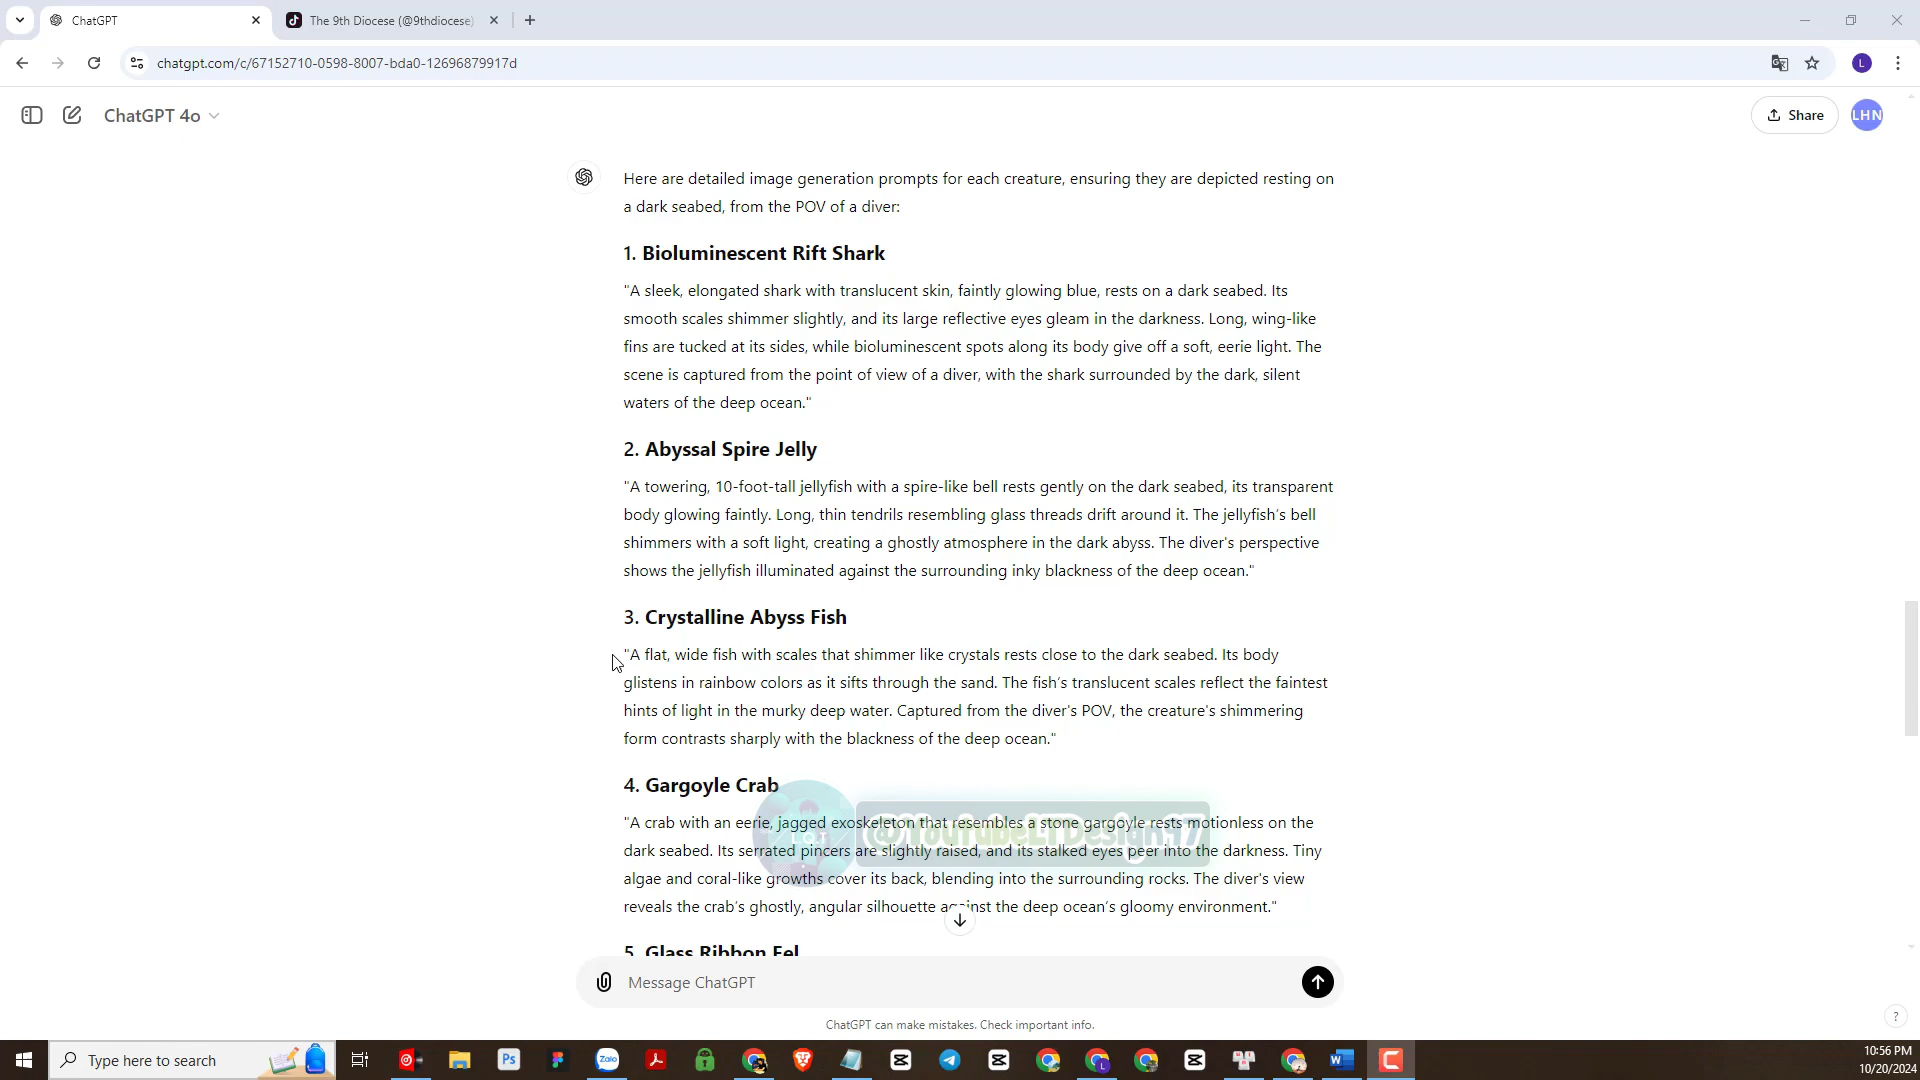 ChatGPT
The 9th Diocese (@9thdiocese)
chatgpt.com/c/67152710-0598-8007-bda0-12696879917d
L
ChatGPT 4o
Share
LHN
Here are detailed image generation prompts for each creature, ensuring they are depicted resting on
a dark seabed, from the POV of a diver:
1. Bioluminescent Rift Shark
"A sleek, elongated shark with translucent skin, faintly glowing blue, rests on a dark seabed. Its
smooth scales shimmer slightly, and its large reflective eyes gleam in the darkness. Long, wing-like
fins are tucked at its sides, while bioluminescent spots along its body give off a soft, eerie light. The
scene is captured from the point of view of a diver, with the shark surrounded by the dark, silent
waters of the deep ocean."
2. Abyssal Spire Jelly
"A towering, 10-foot-tall jellyfish with a spire-like bell rests gently on the dark seabed, its transparent
body glowing faintly. Long, thin tendrils resembling glass threads drift around it. The jellyfish's bell
shimmers with a soft light, creating a ghostly atmosphere in the dark abyss. The diver's perspective
shows the jellyfish illuminated against the surrounding inky blackness of the deep ocean."
3. Crystalline Abyss Fish
"A flat, wide fish with scales that shimmer like crystals rests close to the dark seabed. Its body
glistens in rainbow colors as it sifts through the sand. The fish's translucent scales reflect the faintest
hints of light in the murky deep water. Captured from the diver's POV, the creature's shimmering
form contrasts sharply with the blackness of the deep ocean."
4. Gargoyle Crab
"A crab with an eerie, jagged exoskeleton that resembles a stone gargoyle rests motionless on the
dark seabed. Its serrated pincers are slightly raised, and its stalked eyes peer into the darkness. Tiny
algae and coral-like growths cover its back, blending into the surrounding rocks. The diver's view
reveals the crab's ghostly, angular silhouette against the deep ocean's gloomy environment."
@YoutubeLTDesign97
5. Glass Ribbon Eel
Message ChatGPT
ChatGPT can make mistakes. Check important info.
?
Type here to search
Ps
Zalo
L
W
C
10:56 PM
10/20/2024